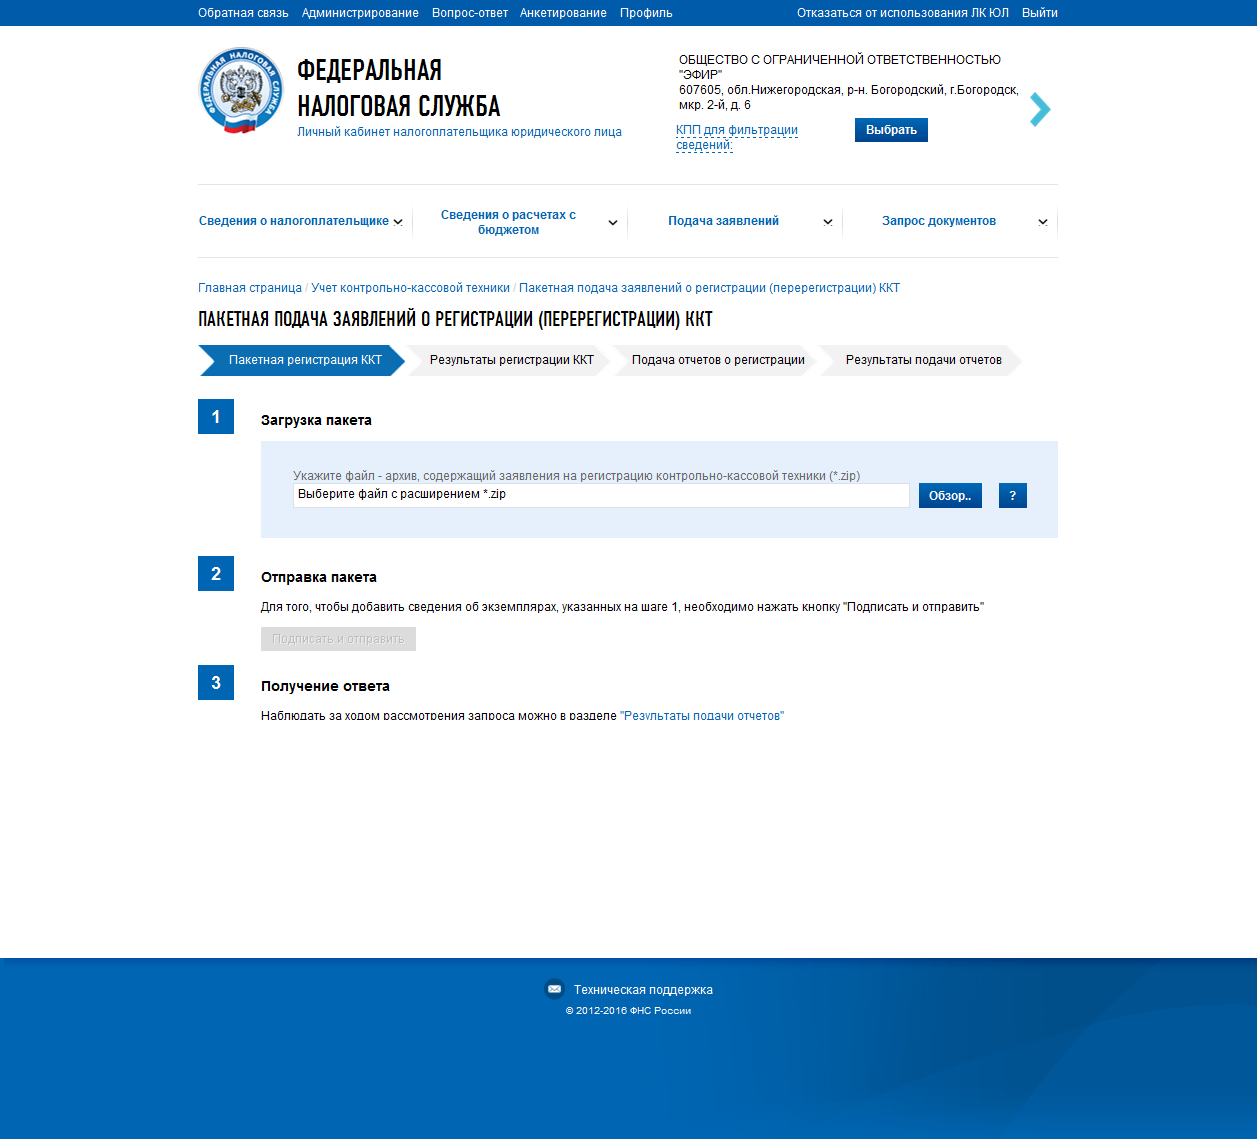 Обратная связь Администрирование Вопрос-ответ Анкетирование Профиль Отказаться от использования ЛК ЮЛ Выйти
ФЕДЕРАЛЬНАЯ НАЛОГОВАЯ СЛУЖБА
ФЕДЕРАЛЬНАЯ
НАЛОГОВАЯ СЛУЖБА
Личный кабинет налогоплательщика юридического лица
ОБЩЕСТВО С ОГРАНИЧЕННОЙ ОТВЕТСТВЕННОСТЬЮ
"ЭФИР"
607605, обл.Нижегородская, р-н. Богородский, г.Богородск,
мкр. 2-й, д. 6
КПП для фильтрации
сведений:
Выбрать
Сведения о налогоплательщике
Сведения о расчетах с
бюджетом
Подача заявлений
Запрос документов
Главная страница / Учет контрольно-кассовой техники / Пакетная подача заявлений о регистрации (перерегистрации) ККТ
ПАКЕТНАЯ ПОДАЧА ЗАЯВЛЕНИЙ О РЕГИСТРАЦИИ (ПЕРЕРЕГИСТРАЦИИ) ККТ
Пакетная регистрация ККТ Результаты регистрации ККТ Подача отчетов о регистрации Результаты подачи отчетов
1 Загрузка пакета
Укажите файл - архив, содержащий заявления на регистрацию контрольно-кассовой техники (*.zip)
Выберите файл с расширением *.zip Обзор.. ?
2 Отправка пакета
Для того, чтобы добавить сведения об экземплярах, указанных на шаге 1, необходимо нажать кнопку "Подписать и отправить"
Подписать и отправить
3 Получение ответа
Наблюдать за ходом рассмотрения запроса можно в разделе "Результаты подачи отчетов"
Техническая поддержка
© 2012-2016 ФНС России